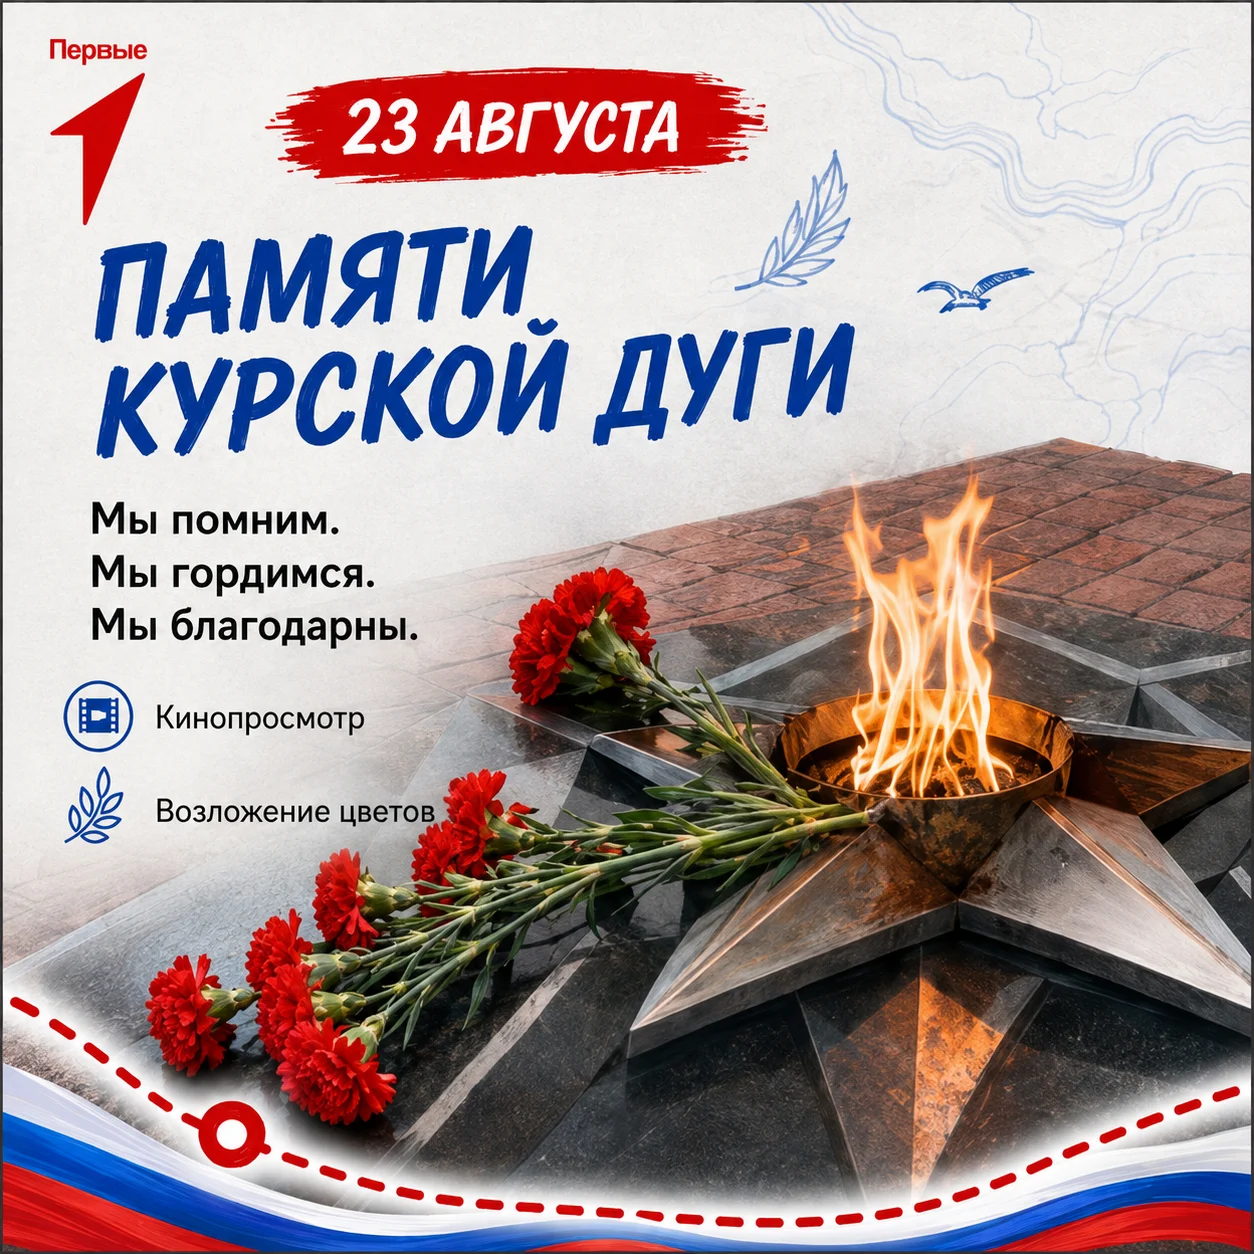 Первые
23 АВГУСТА
ПАМЯТИ
КУРСКОЙ ДУГИ
Мы помним.
Мы гордимся.
Мы благодарны.
Кинопросмотр
Возложение цветов